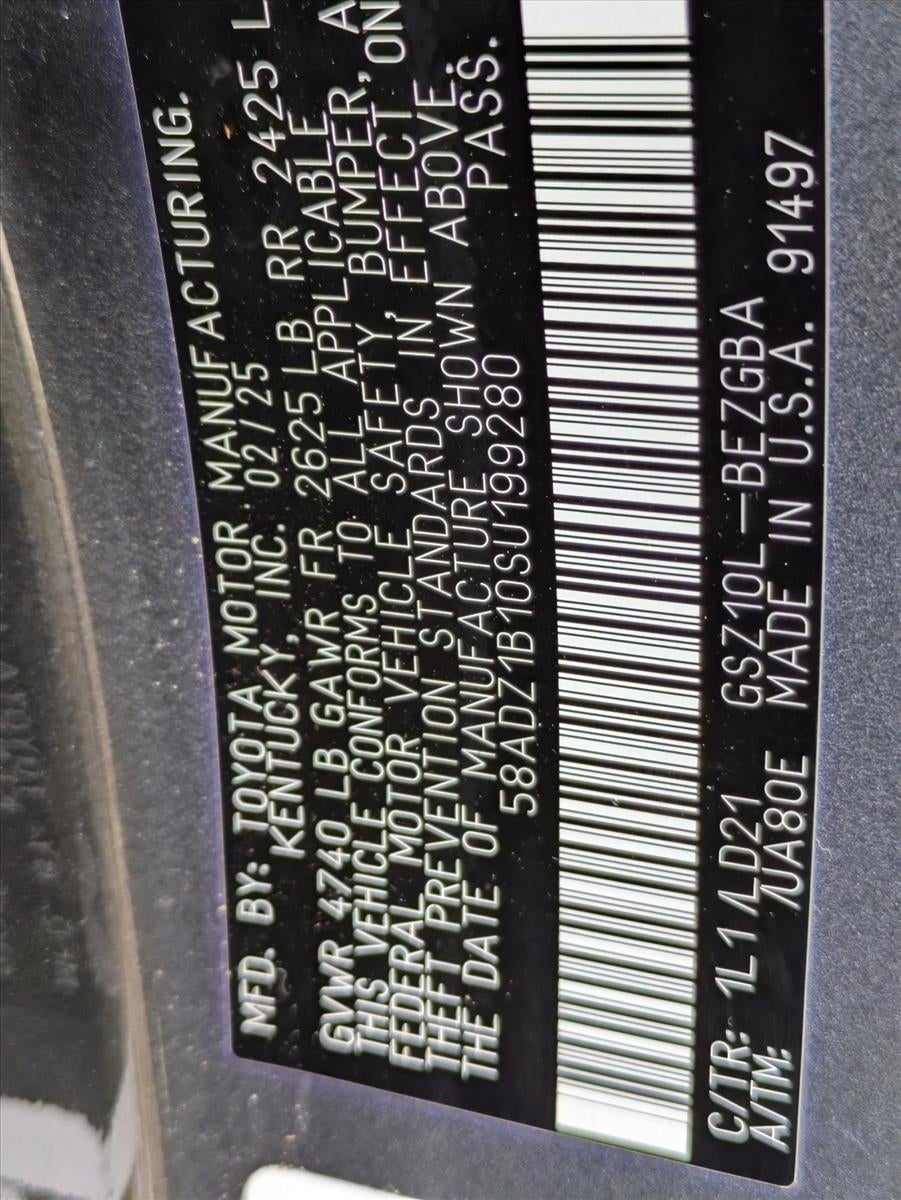 MFD. BY: TOYOTA MOTOR MANUFACTURING.
KENTUCKY, INC. 02/25
GVWR 4740 LB GAWR FR 2625 LB RR 2425 L
THIS VEHICLE CONFORMS TO ALL APPLICABLE
FEDERAL MOTOR VEHICLE SAFETY, BUMPER, A
THEFT PREVENTION STANDARDS IN EFFECT ON
THE DATE OF MANUFACTURE SHOWN ABOVE.
58ADZ1B10SU199280 PASS.
C/TR: 1L1/LD21 GSZ10L-BEZGBA
A/TM: /UA80E MADE IN U.S.A. 91497